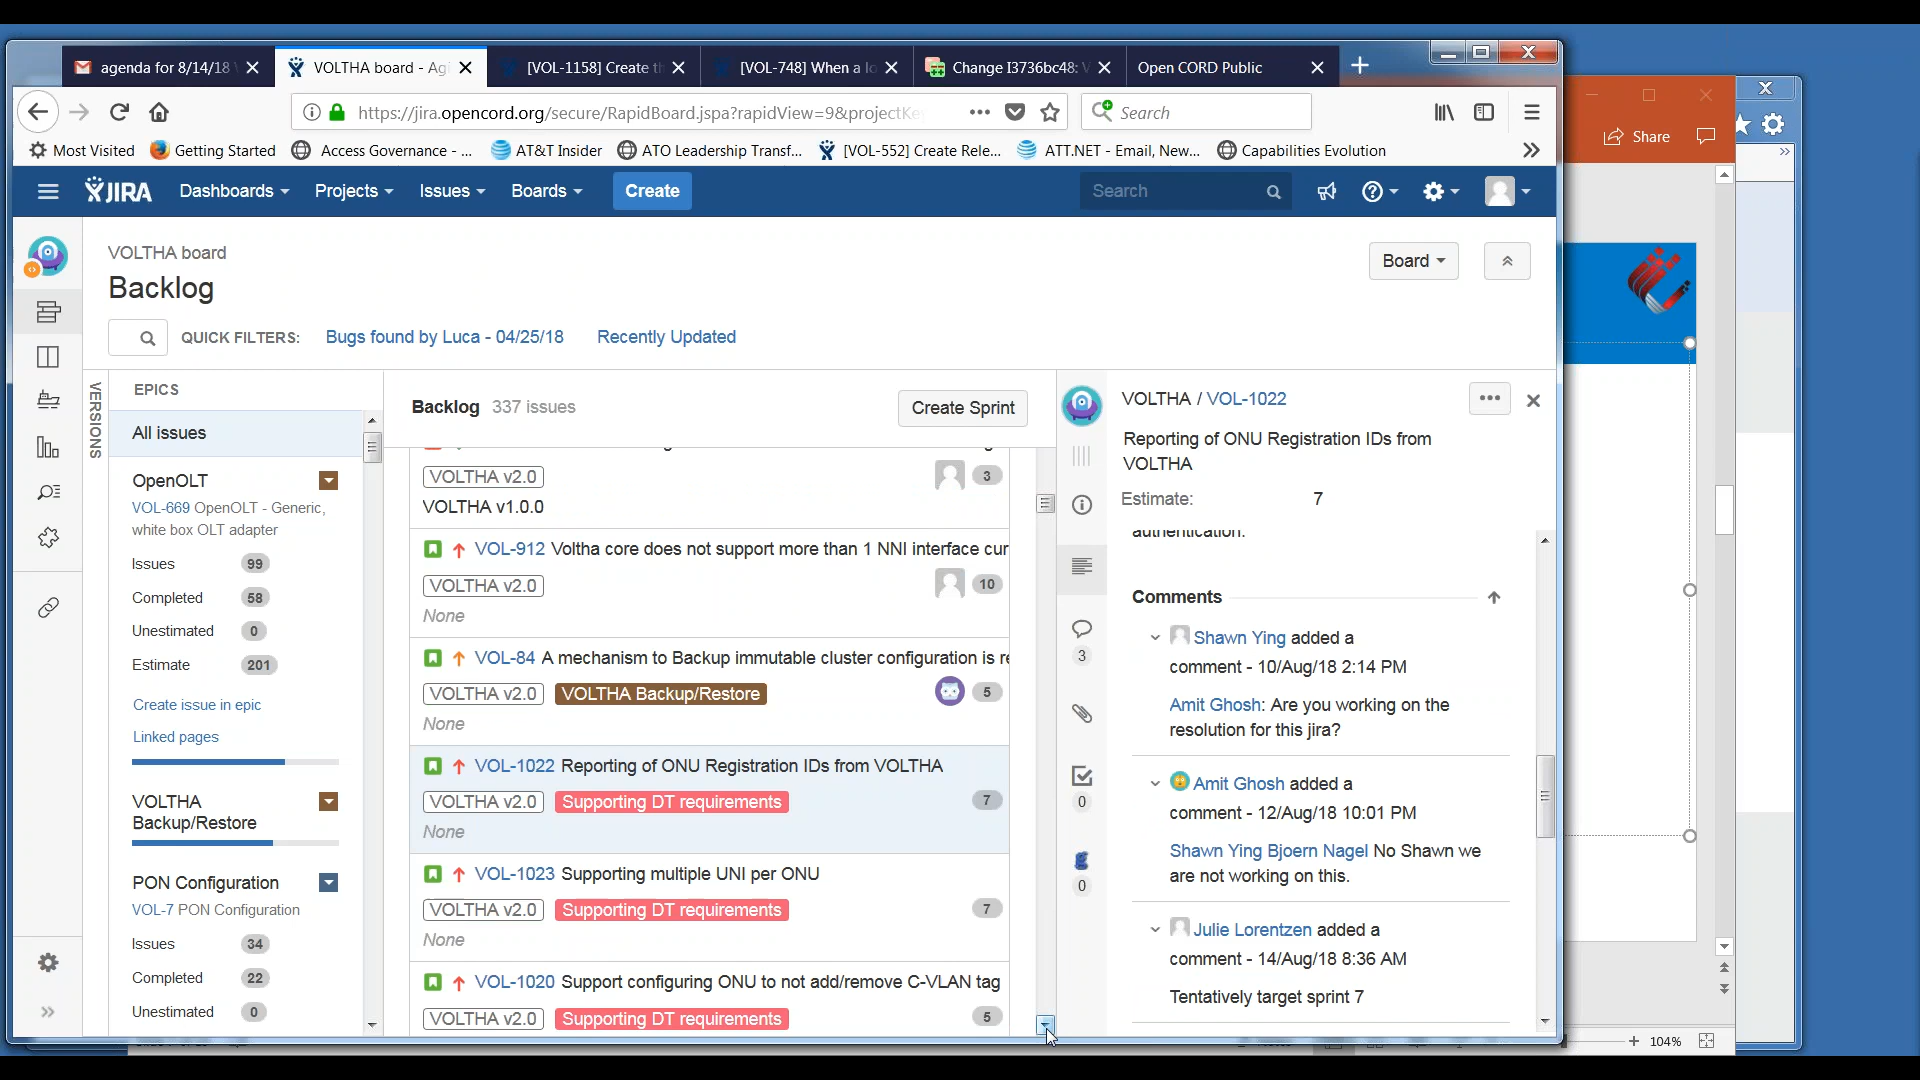 agenda for 8/14/18
VOLTHA board - Ag
[VOL-1158] Create t
[VOL-748] When a lo
Change I3736bc48: V
Open CORD Public
https://jira.opencord.org/secure/RapidBoard.jspa?rapidView=9&projectKe
Search
Most Visited
Getting Started
Access Governance - ...
AT&T Insider
ATO Leadership Transf...
[VOL-552] Create Rele...
ATT.NET - Email, New...
Capabilities Evolution
Share
JIRA
Dashboards
Projects
Issues
Boards
Create
Search
VOLTHA board
Backlog
Board
QUICK FILTERS:
Bugs found by Luca - 04/25/18
Recently Updated
VERSIONS
EPICS
All issues
OpenOLT
VOL-669 OpenOLT - Generic,
white box OLT adapter
Issues 99
Completed 58
Unestimated 0
Estimate 201
Create issue in epic
Linked pages
VOLTHA
Backup/Restore
PON Configuration
VOL-7 PON Configuration
Issues 34
Completed 22
Unestimated 0
Backlog 337 issues
Create Sprint
VOLTHA v2.0 3
VOLTHA v1.0.0
VOL-912 Voltha core does not support more than 1 NNI interface cur
VOLTHA v2.0 10
None
VOL-84 A mechanism to Backup immutable cluster configuration is r
VOLTHA v2.0 VOLTHA Backup/Restore 5
None
VOL-1022 Reporting of ONU Registration IDs from VOLTHA
VOLTHA v2.0 Supporting DT requirements 7
None
VOL-1023 Supporting multiple UNI per ONU
VOLTHA v2.0 Supporting DT requirements 7
None
VOL-1020 Support configuring ONU to not add/remove C-VLAN tag
VOLTHA v2.0 Supporting DT requirements 5
VOLTHA / VOL-1022
Reporting of ONU Registration IDs from
VOLTHA
Estimate: 7
authentication.
Comments
Shawn Ying added a
comment - 10/Aug/18 2:14 PM
Amit Ghosh: Are you working on the
resolution for this jira?
Amit Ghosh added a
comment - 12/Aug/18 10:01 PM
Shawn Ying Bjoern Nagel No Shawn we
are not working on this.
Julie Lorentzen added a
comment - 14/Aug/18 8:36 AM
Tentatively target sprint 7
3
0
0
104%